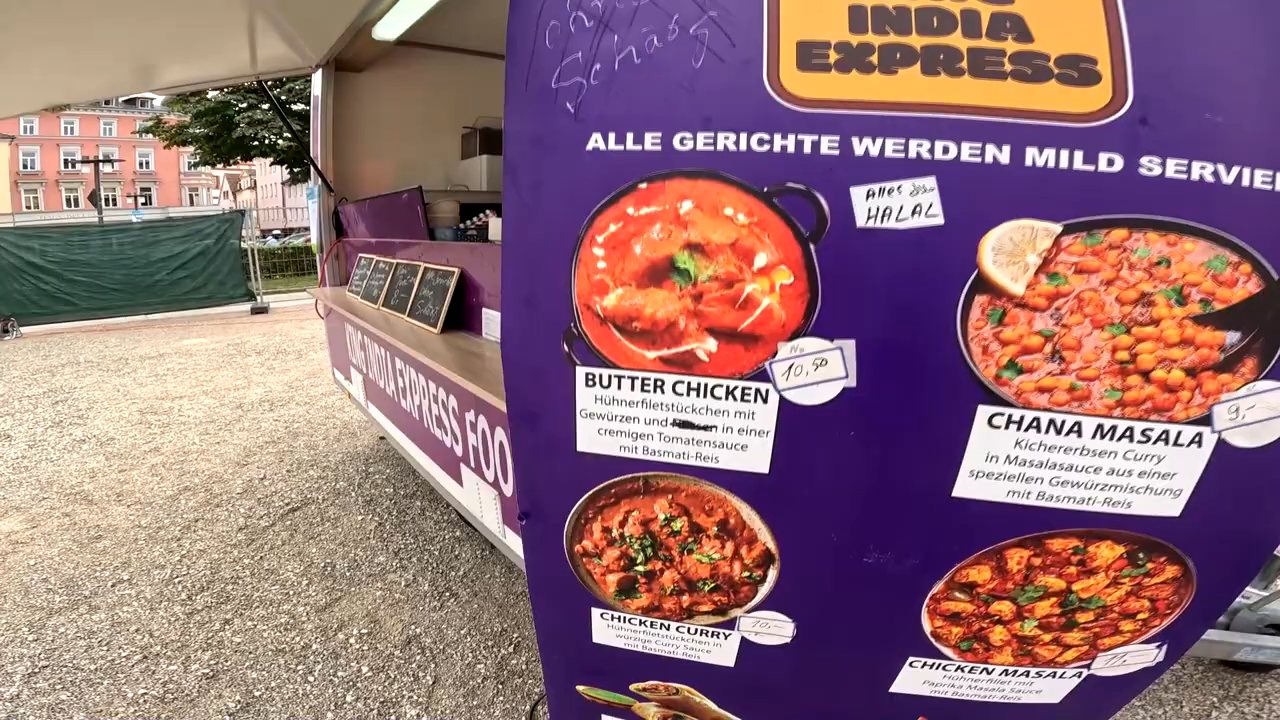 Schärf
INDIA
EXPRESS
ALLE GERICHTE WERDEN MILD SERVIE
Alles
HALAL
10,50
BUTTER CHICKEN
Hühnerfiletstückchen mit
Gewürzen und in einer
cremigen Tomatensauce
mit Basmati-Reis
9,-
CHANA MASALA
Kichererbsen Curry
in Masalasauce aus einer
speziellen Gewürzmischung
mit Basmati-Reis
10,-
CHICKEN CURRY
Hühnerfiletstückchen in
würzige Curry Sauce
mit Basmati-Reis
CHICKEN MASALA
Hühnerfillet mit
Paprika Masala Sauce
mit Basmati-Reis
KING INDIA EXPRESS FOO